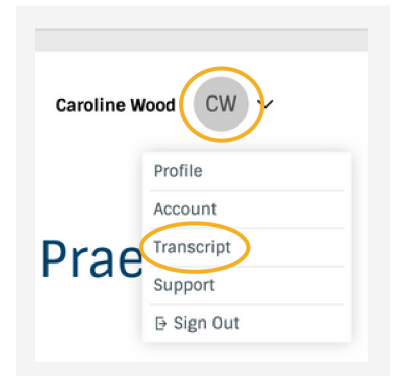 Caroline Wood CW
Profile
Account
Prae Transcript
Support
Sign Out